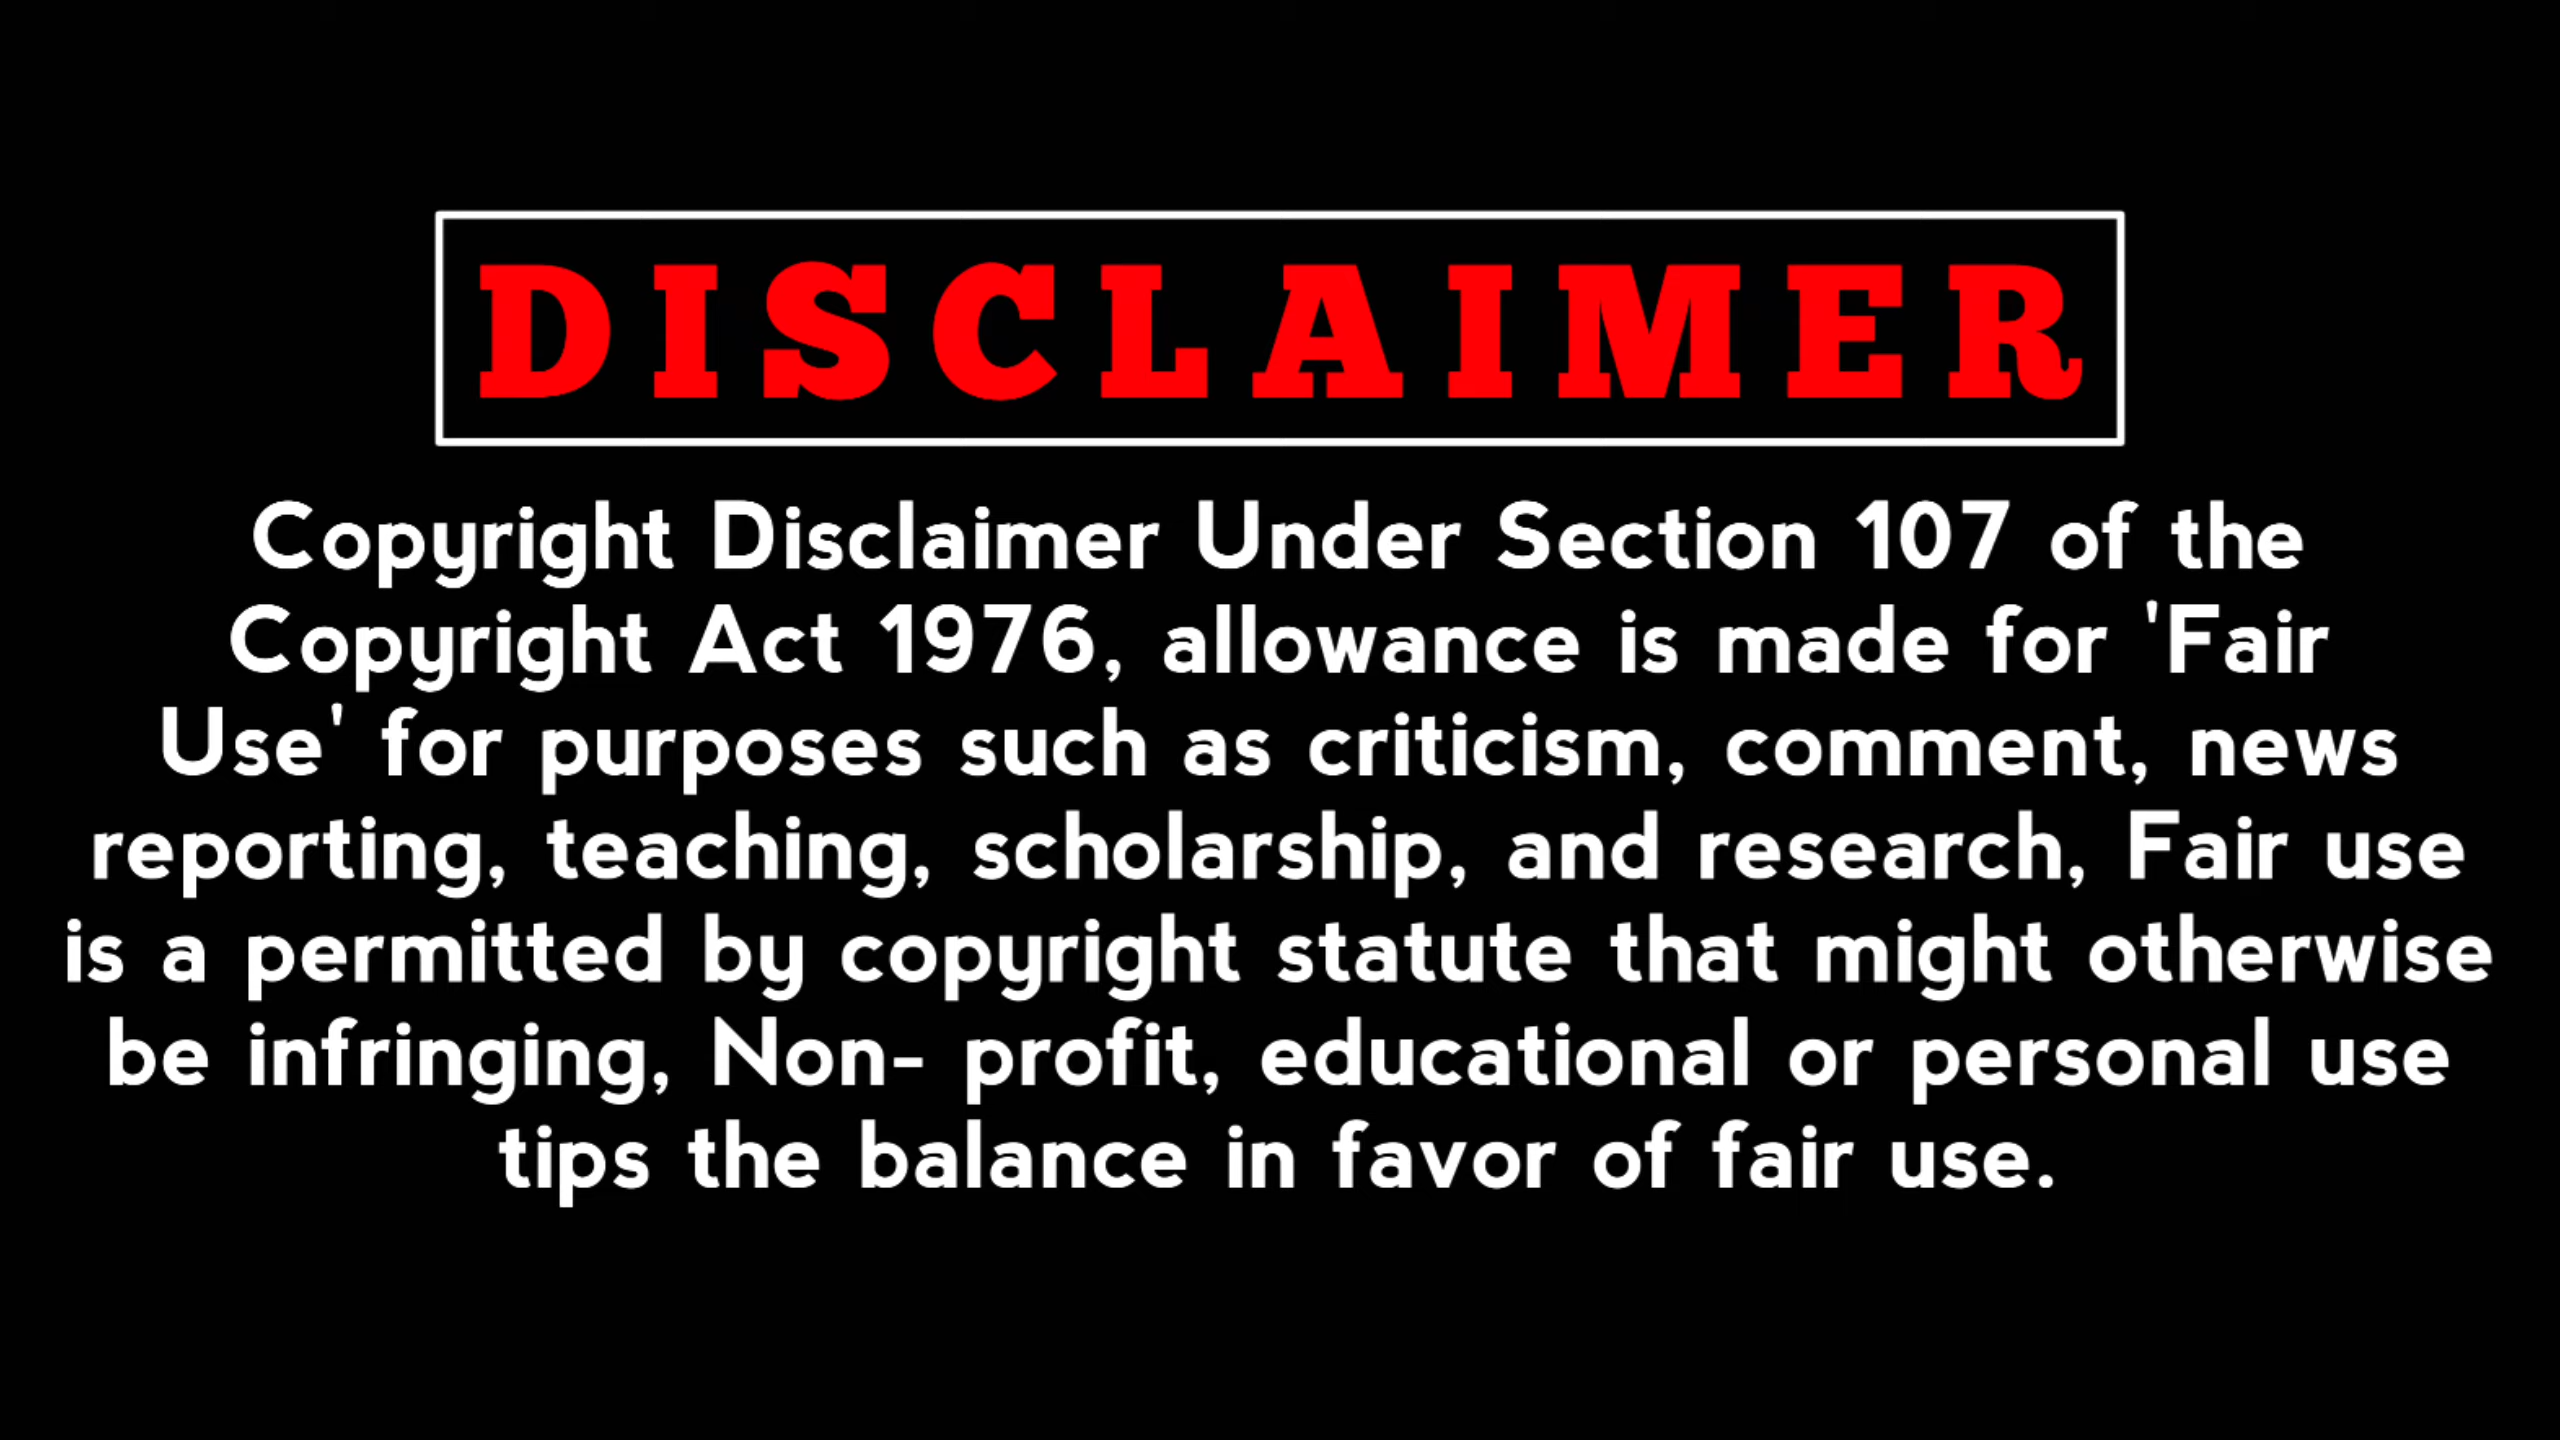 DISCLAIMER
Copyright Disclaimer Under Section 107 of the
Copyright Act 1976, allowance is made for 'Fair
Use' for purposes such as criticism, comment, news
reporting, teaching, scholarship, and research, Fair use
is a permitted by copyright statute that might otherwise
be infringing, Non- profit, educational or personal use
tips the balance in favor of fair use.